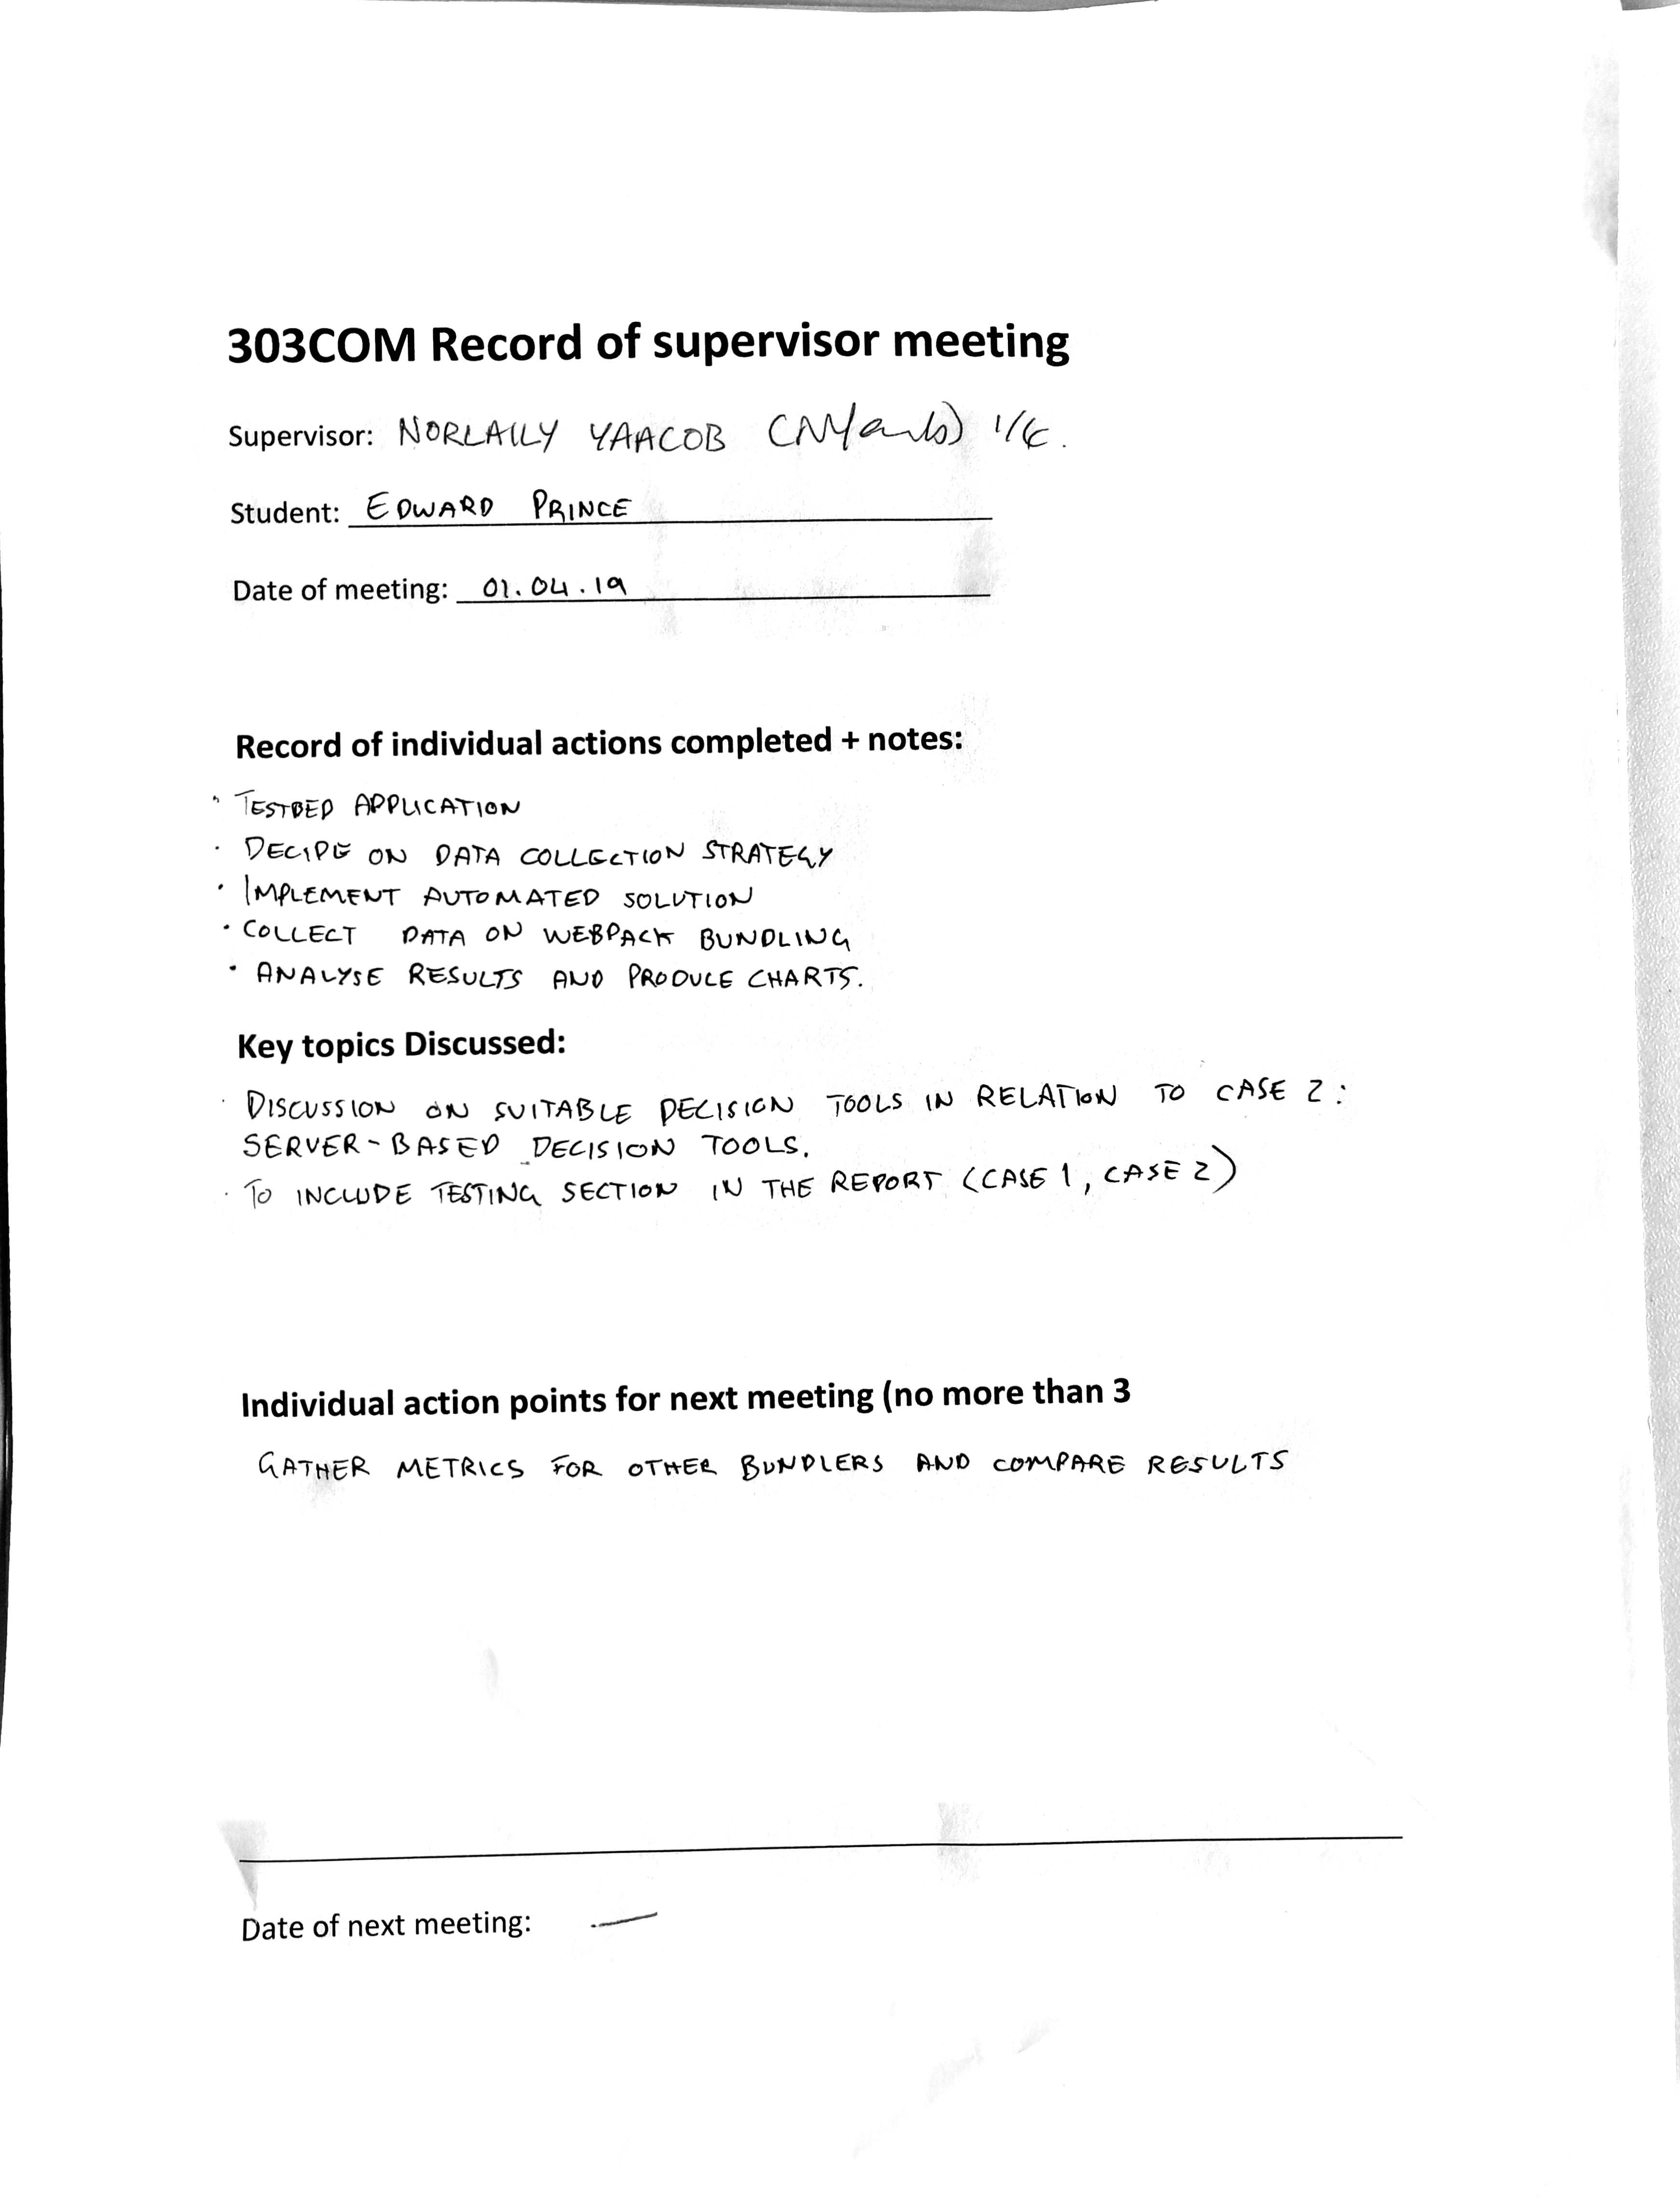 303COM Record of supervisor meeting
Supervisor: NORLAILY YAACOB
Student: EDWARD PRINCE
Date of meeting: 01.04.19
Record of individual actions completed + notes:
· TESTBED APPLICATION
· DECIDE ON DATA COLLECTION STRATEGY
· IMPLEMENT AUTOMATED SOLUTION
· COLLECT DATA ON WEBPACK BUNDLING
· ANALYSE RESULTS AND PRODUCE CHARTS.
Key topics Discussed:
· DISCUSSION ON SUITABLE DECISION TOOLS IN RELATION TO CASE 2:
SERVER-BASED DECISION TOOLS.
· TO INCLUDE TESTING SECTION IN THE REPORT (CASE 1, CASE 2)
Individual action points for next meeting (no more than 3
GATHER METRICS FOR OTHER BUNDLERS AND COMPARE RESULTS
Date of next meeting: —